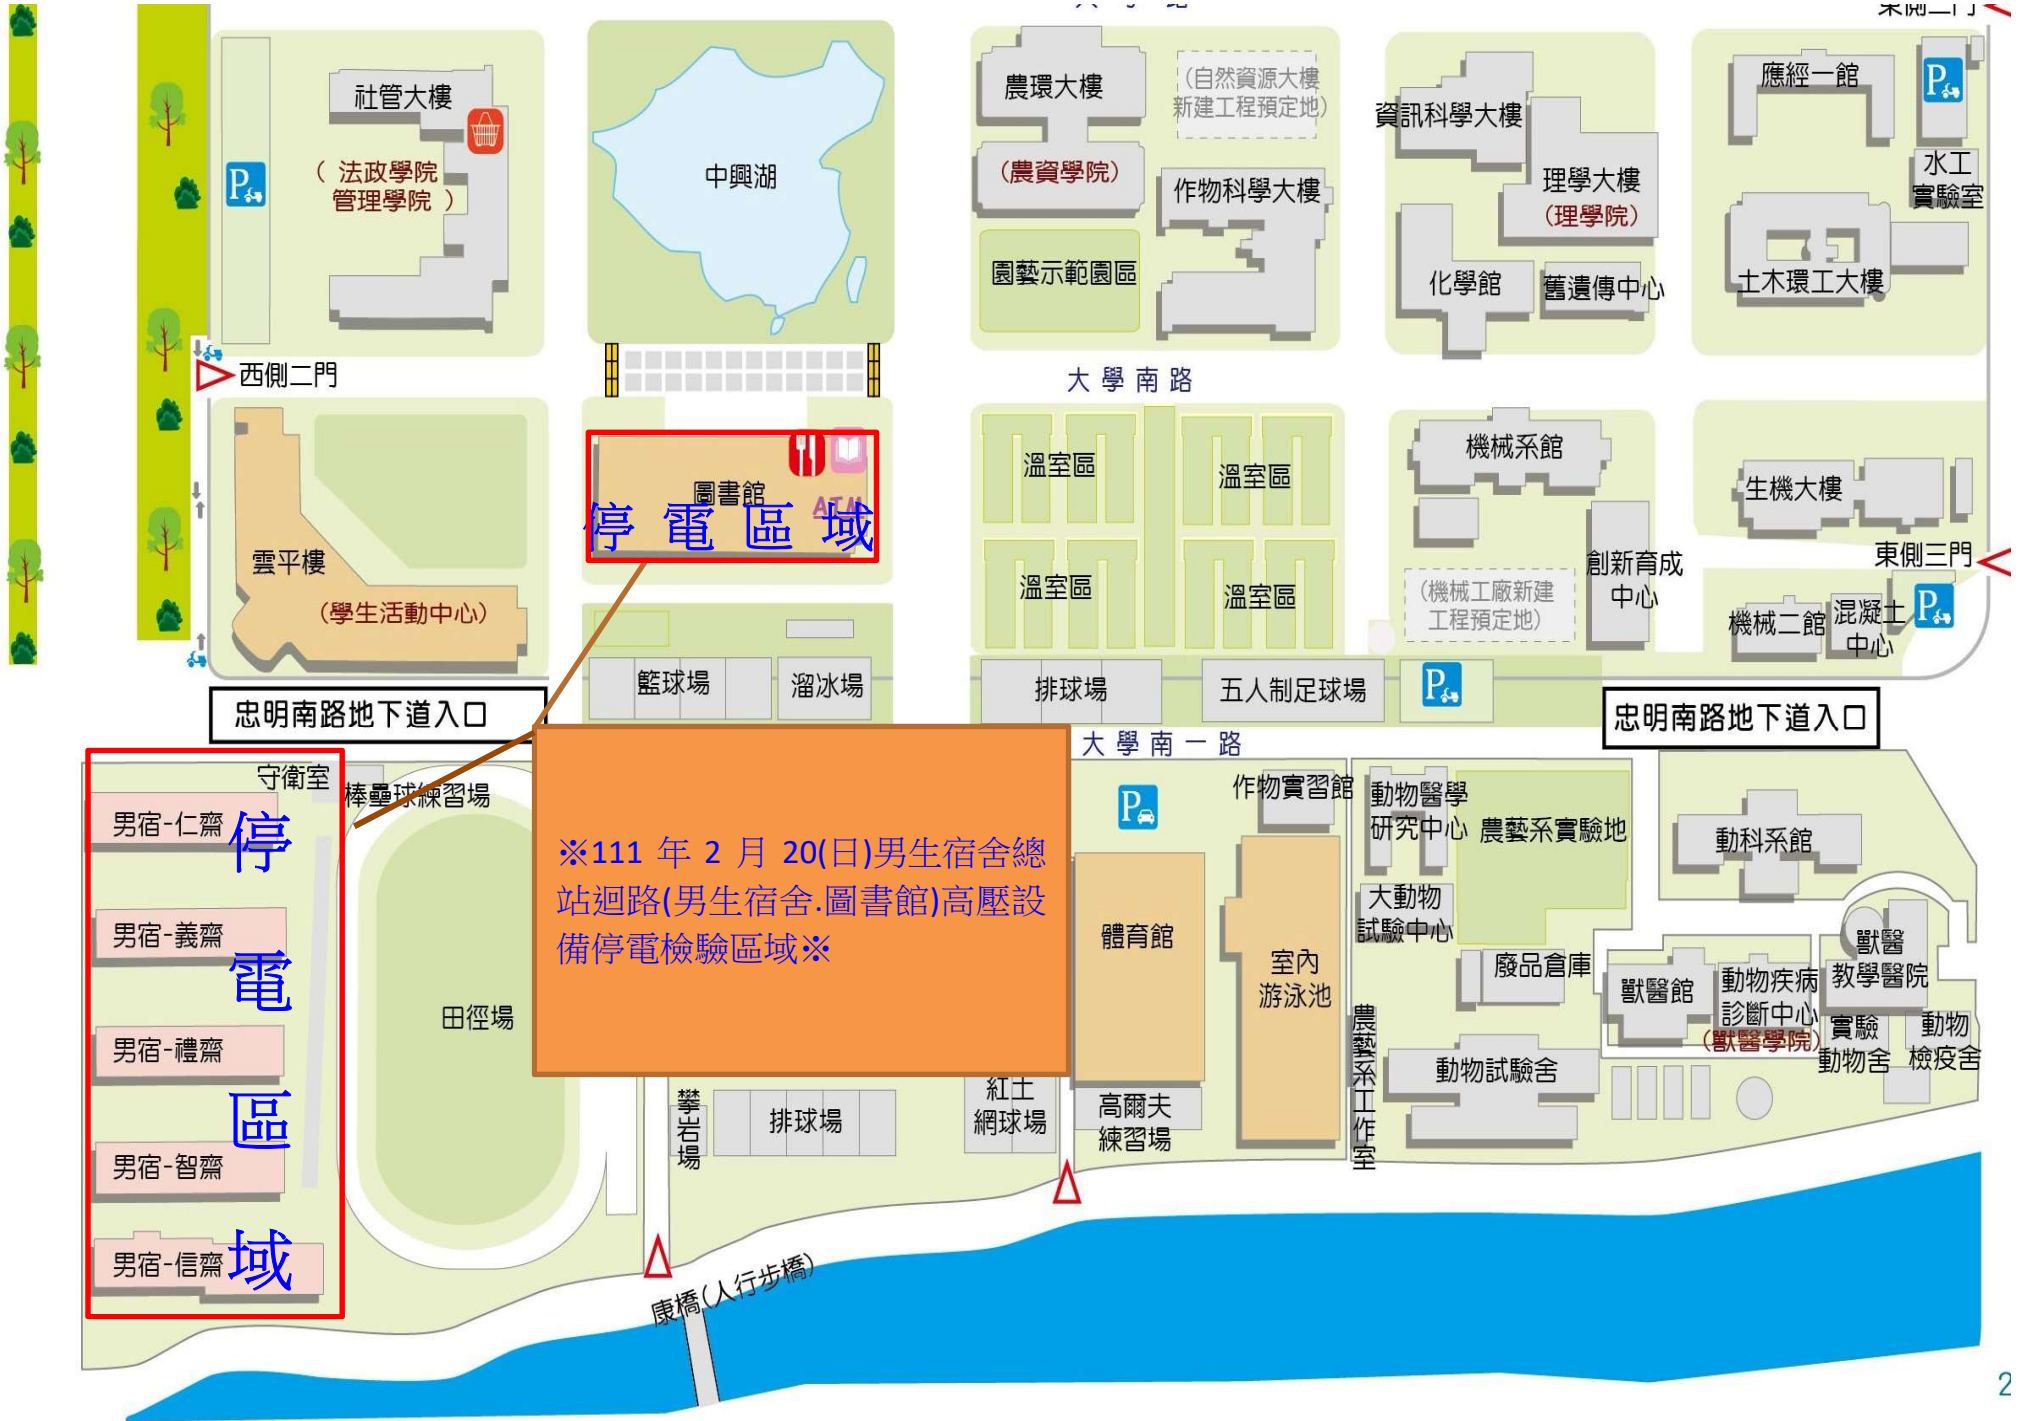 東側二門
社管大樓
(法政學院
管理學院)
中興湖
農環大樓
(農資學院)
(自然資源大樓
新建工程預定地)
作物科學大樓
園藝示範園區
資訊科學大樓
理學大樓
(理學院)
化學館
舊遺傳中心
應經一館
P
水工
實驗室
土木環工大樓
P
西側二門
大學南路
雲平樓
(學生活動中心)
圖書館
ATM
停電區域
溫室區
溫室區
溫室區
溫室區
機械系館
(機械工廠新建
工程預定地)
創新育成
中心
生機大樓
東側三門
機械二館
混凝土
中心
P
籃球場
溜冰場
排球場
五人制足球場
P
忠明南路地下道入口
忠明南路地下道入口
大學南一路
守衛室
棒壘球練習場
男宿-仁齋
男宿-義齋
男宿-禮齋
男宿-智齋
男宿-信齋
停
電
區
域
田徑場
※111 年 2 月 20(日)男生宿舍總
站迴路(男生宿舍.圖書館)高壓設
備停電檢驗區域※
P
作物實習館
體育館
室內
游泳池
動物醫學
研究中心
農藝系實驗地
大動物
試驗中心
廢品倉庫
動科系館
獸醫館
動物疾病
診斷中心
(獸醫學院)
獸醫
教學醫院
實驗
動物舍
動物
檢疫舍
農藝系工作室
動物試驗舍
攀岩場
排球場
紅土
網球場
高爾夫
練習場
康橋(人行步橋)
2